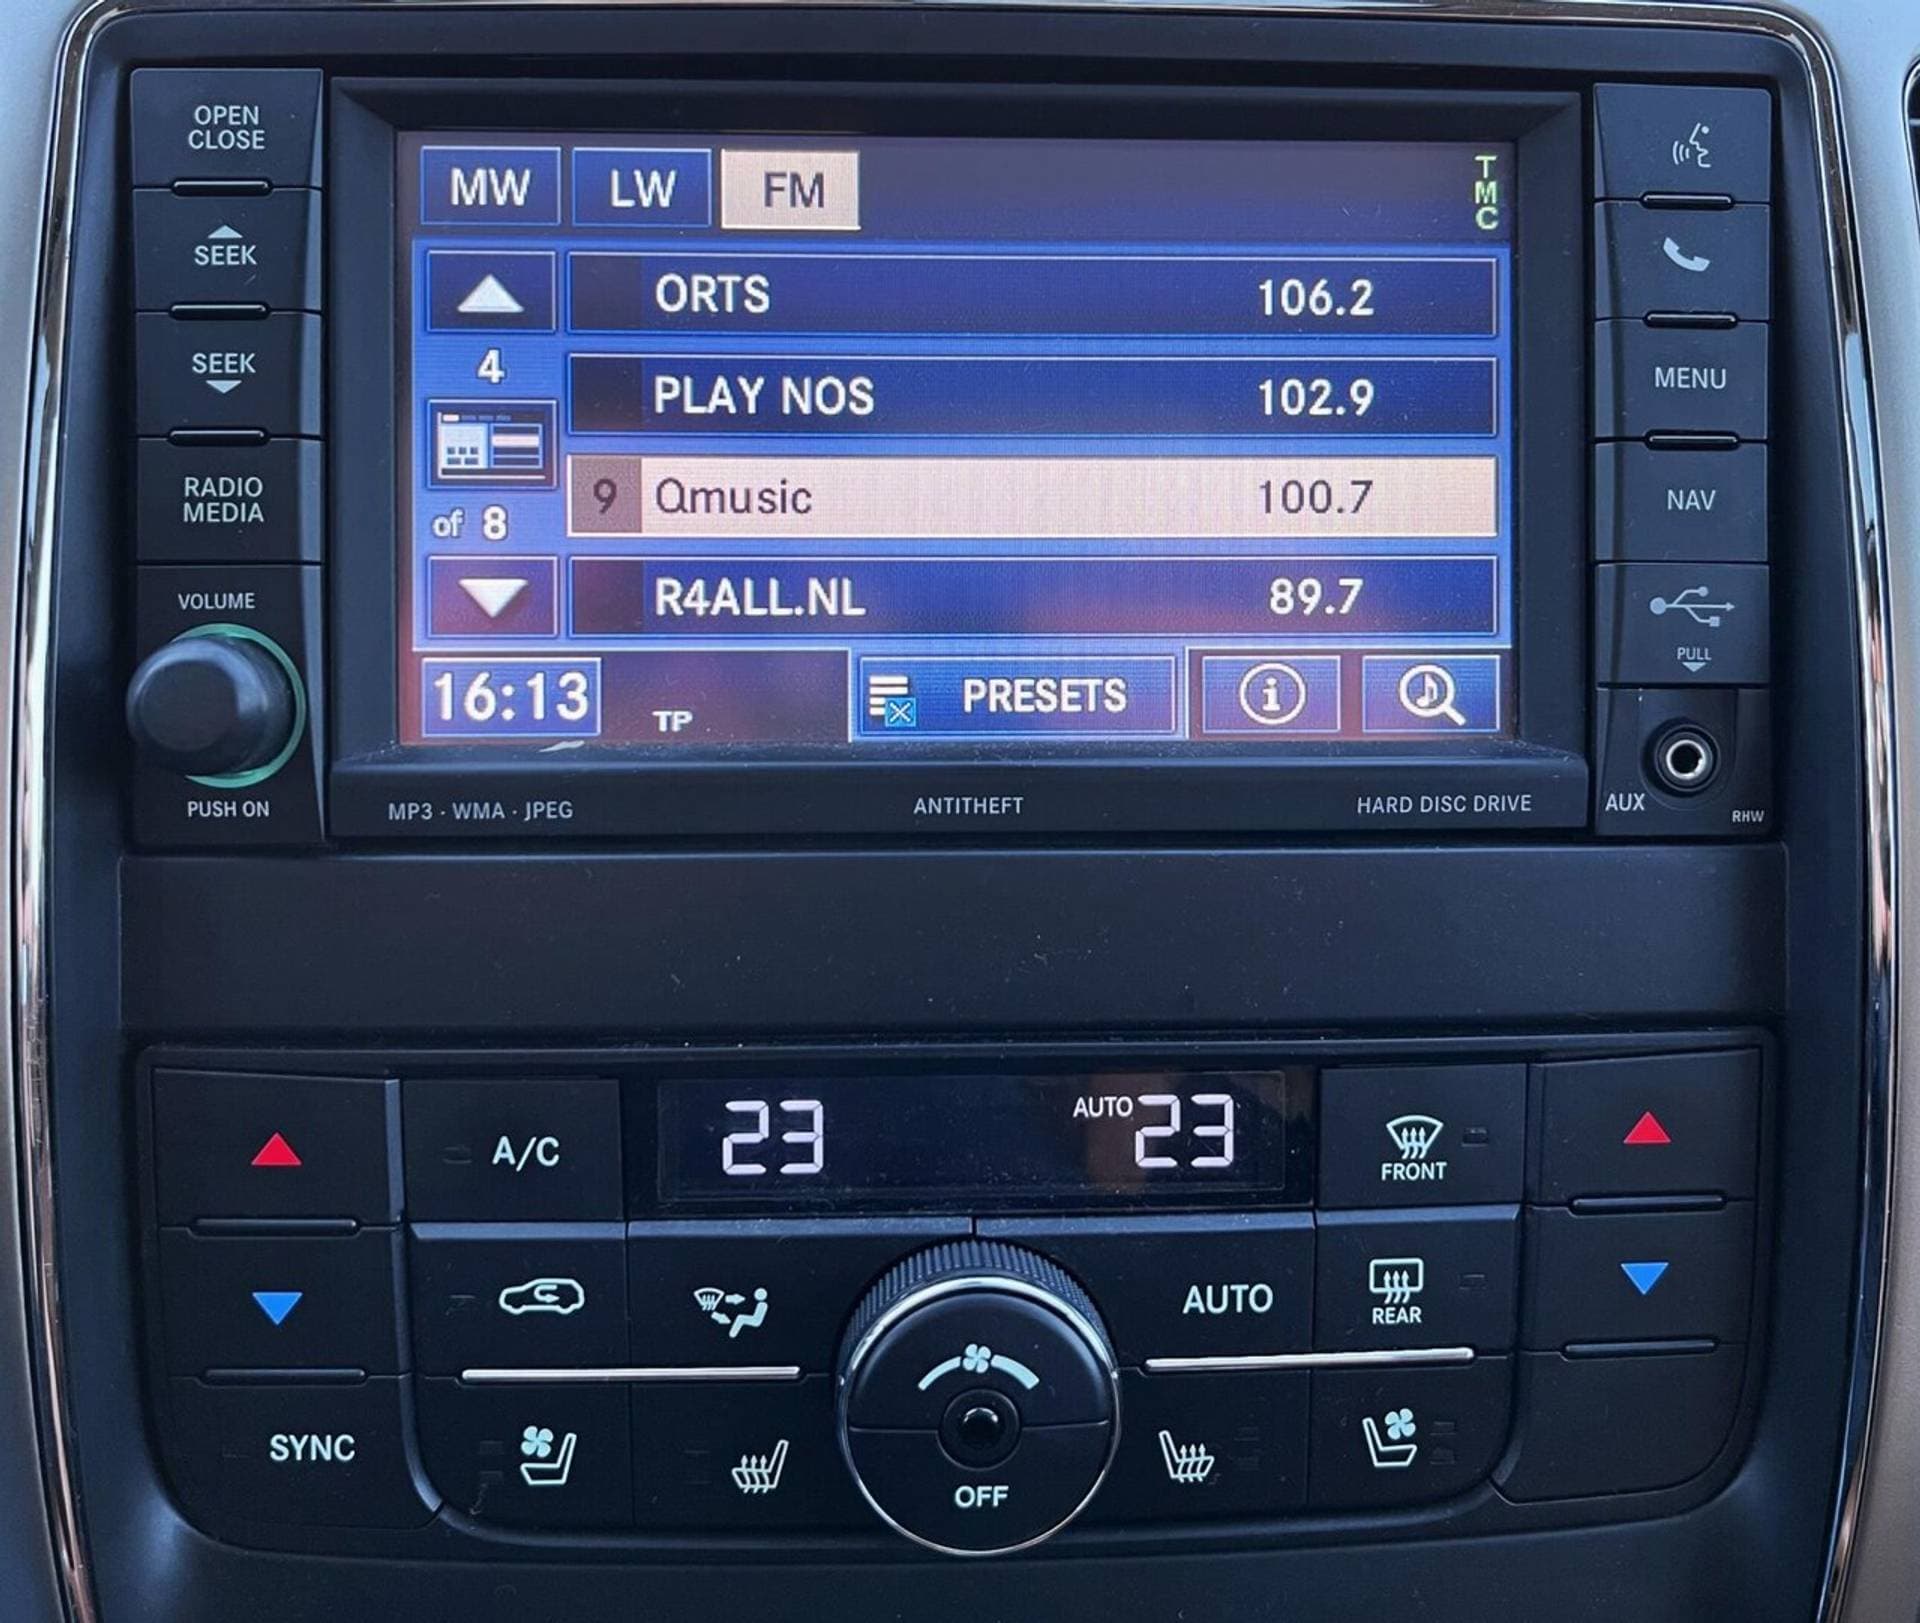 OPEN
CLOSE
SEEK
SEEK
RADIO
MEDIA
VOLUME
PUSH ON
MW LW FM
TMC
ORTS 106.2
4
PLAY NOS 102.9
9 Qmusic 100.7
of 8
R4ALL.NL 89.7
16:13 TP PRESETS i
MP3 · WMA · JPEG ANTITHEFT HARD DISC DRIVE
MENU
NAV
PULL
AUX
RHW
A/C 23 AUTO 23
FRONT
AUTO
REAR
SYNC
OFF